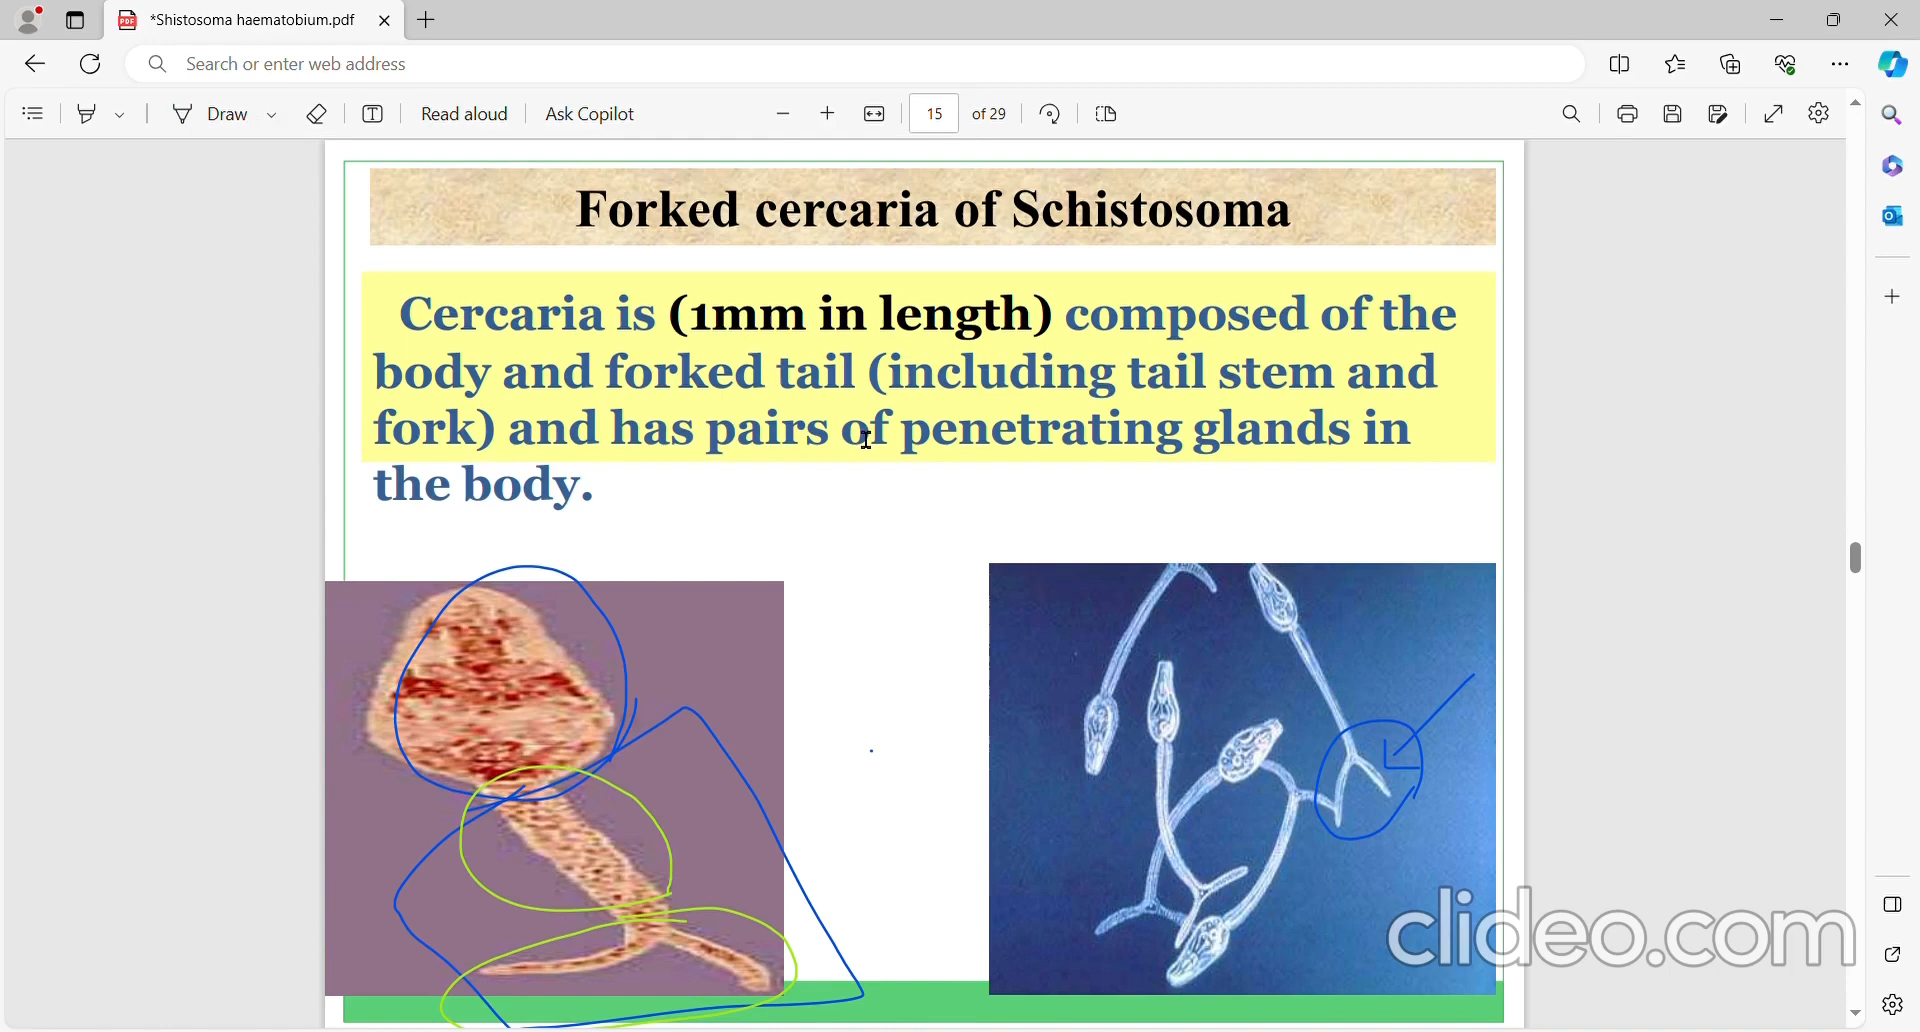 *Shistosoma haematobium.pdf
Search or enter web address
Draw
Read aloud
Ask Copilot
15
of 29
Forked cercaria of Schistosoma
Cercaria is (1mm in length) composed of the
body and forked tail (including tail stem and
fork) and has pairs of penetrating glands in
the body.
clideo.com